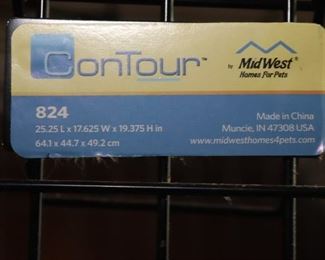 ConTour™
by MidWest®
Homes For Pets
824
25.25 L x 17.625 W x 19.375 H in
64.1 x 44.7 x 49.2 cm
Made in China
Muncie, IN 47308 USA
www.midwesthomes4pets.com